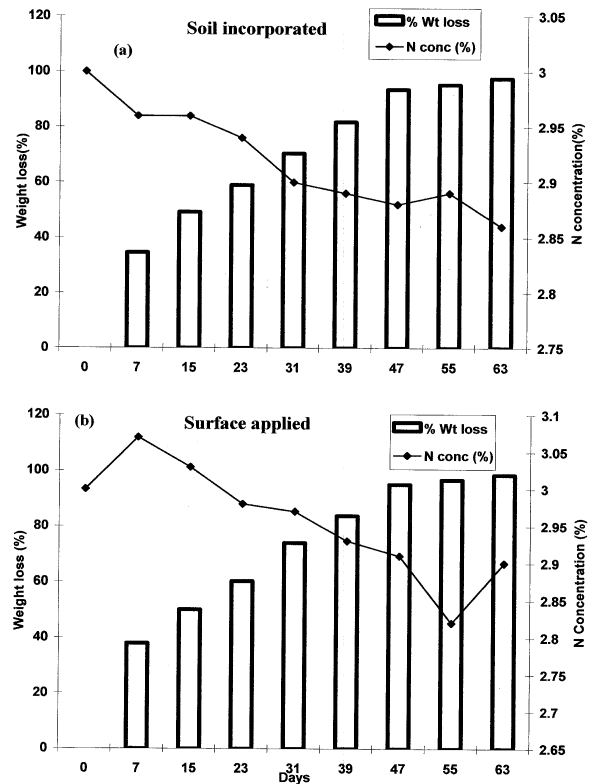 Soil incorporated
(a)
% Wt loss
N conc (%)
Weight loss(%)
120
100
80
60
40
20
0
N concentration(%)
3.05
3
2.95
2.9
2.85
2.8
2.75
0 7 15 23 31 39 47 55 63
(b)
Surface applied
% Wt loss
N conc (%)
Weight loss (%)
120
100
80
60
40
20
0
N Concentration (%)
3.1
3.05
3
2.95
2.9
2.85
2.8
2.75
2.7
2.65
0 7 15 23 31 39 47 55 63
Days